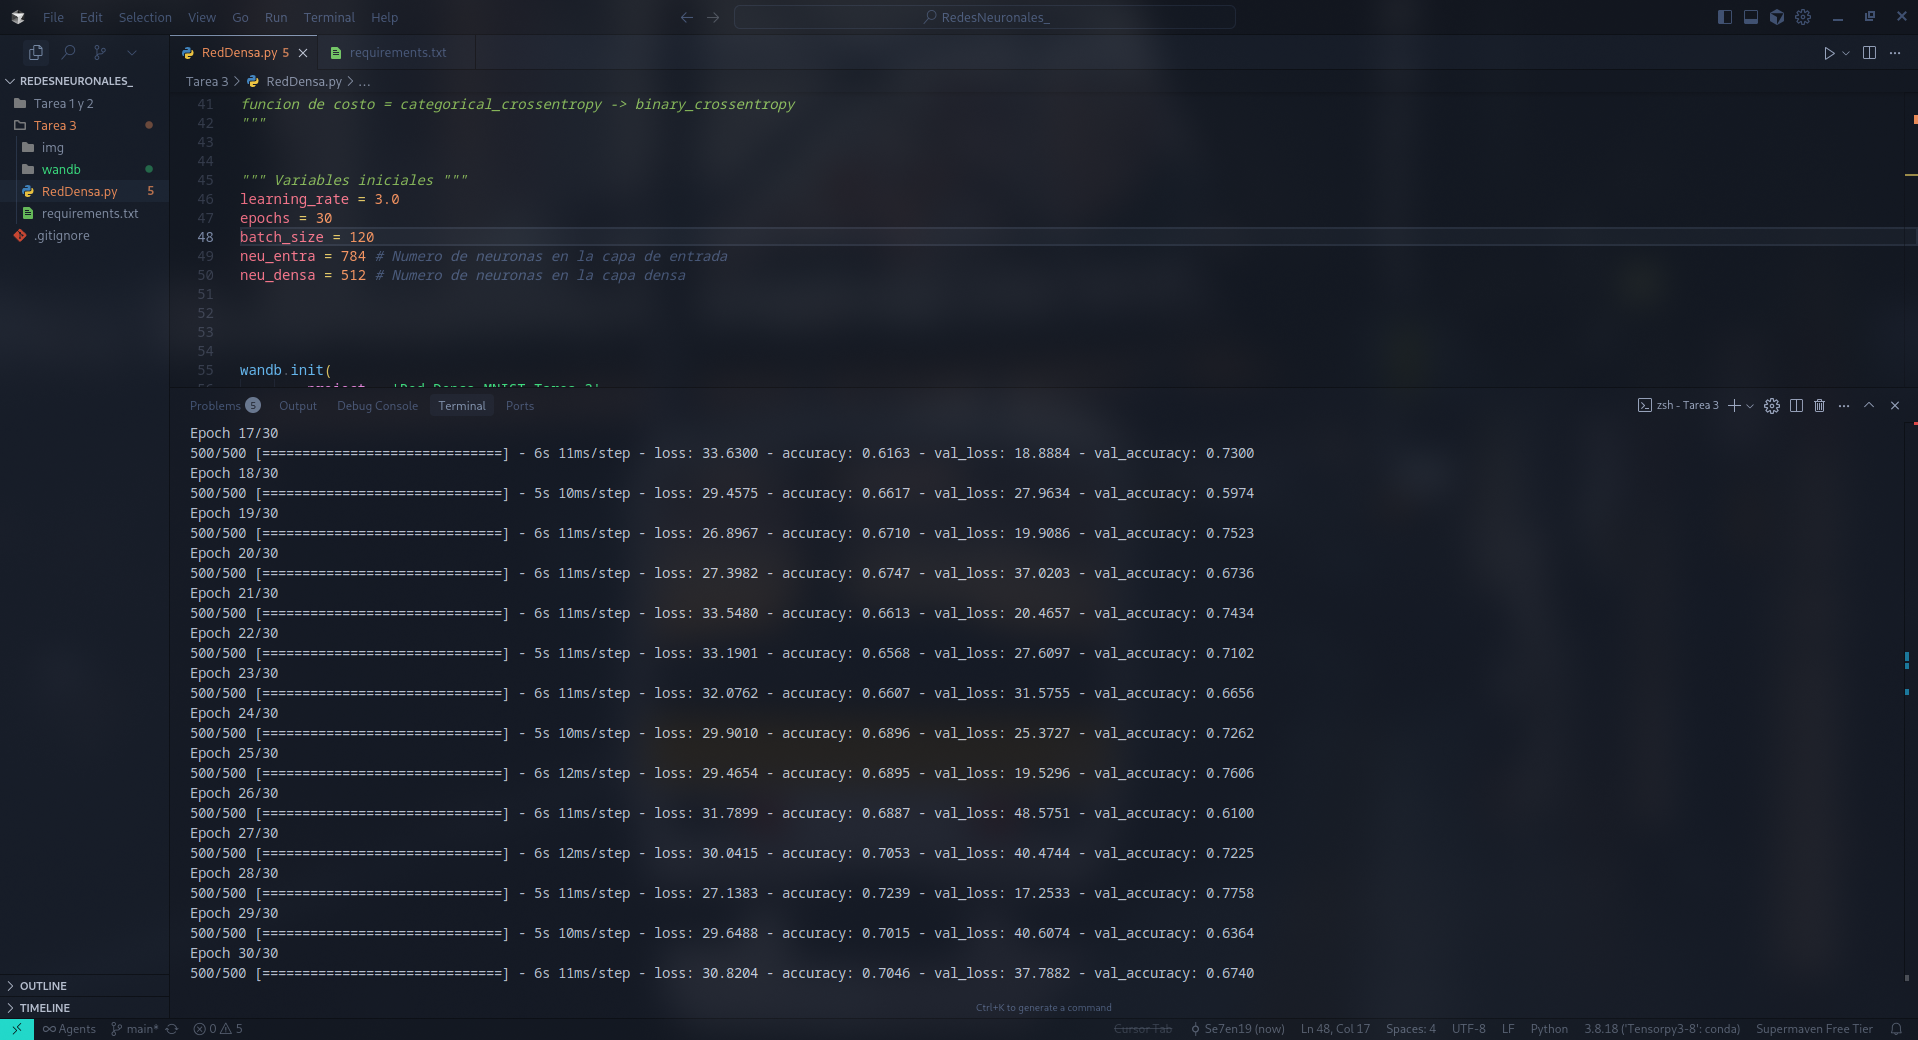 File Edit Selection View Go Run Terminal Help
RedesNeuronales_
RedDensa.py 5
requirements.txt
REDESNEURONALES_
Tarea 1 y 2
Tarea 3
img
wandb
RedDensa.py 5
requirements.txt
.gitignore
OUTLINE
TIMELINE
Tarea 3 > RedDensa.py > ...
41 funcion de costo = categorical_crossentropy -> binary_crossentropy
42 """
43
44
45 """ Variables iniciales """
46 learning_rate = 3.0
47 epochs = 30
48 batch_size = 120
49 neu_entra = 784 # Numero de neuronas en la capa de entrada
50 neu_densa = 512 # Numero de neuronas en la capa densa
51
52
53
54
55 wandb.init(
Problems 5 Output Debug Console Terminal Ports
zsh - Tarea 3
Epoch 17/30
500/500 [==============================] - 6s 11ms/step - loss: 33.6300 - accuracy: 0.6163 - val_loss: 18.8884 - val_accuracy: 0.7300
Epoch 18/30
500/500 [==============================] - 5s 10ms/step - loss: 29.4575 - accuracy: 0.6617 - val_loss: 27.9634 - val_accuracy: 0.5974
Epoch 19/30
500/500 [==============================] - 6s 11ms/step - loss: 26.8967 - accuracy: 0.6710 - val_loss: 19.9086 - val_accuracy: 0.7523
Epoch 20/30
500/500 [==============================] - 6s 11ms/step - loss: 27.3982 - accuracy: 0.6747 - val_loss: 37.0203 - val_accuracy: 0.6736
Epoch 21/30
500/500 [==============================] - 6s 11ms/step - loss: 33.5480 - accuracy: 0.6613 - val_loss: 20.4657 - val_accuracy: 0.7434
Epoch 22/30
500/500 [==============================] - 5s 11ms/step - loss: 33.1901 - accuracy: 0.6568 - val_loss: 27.6097 - val_accuracy: 0.7102
Epoch 23/30
500/500 [==============================] - 6s 11ms/step - loss: 32.0762 - accuracy: 0.6607 - val_loss: 31.5755 - val_accuracy: 0.6656
Epoch 24/30
500/500 [==============================] - 5s 10ms/step - loss: 29.9010 - accuracy: 0.6896 - val_loss: 25.3727 - val_accuracy: 0.7262
Epoch 25/30
500/500 [==============================] - 6s 12ms/step - loss: 29.4654 - accuracy: 0.6895 - val_loss: 19.5296 - val_accuracy: 0.7606
Epoch 26/30
500/500 [==============================] - 6s 11ms/step - loss: 31.7899 - accuracy: 0.6887 - val_loss: 48.5751 - val_accuracy: 0.6100
Epoch 27/30
500/500 [==============================] - 6s 12ms/step - loss: 30.0415 - accuracy: 0.7053 - val_loss: 40.4744 - val_accuracy: 0.7225
Epoch 28/30
500/500 [==============================] - 5s 11ms/step - loss: 27.1383 - accuracy: 0.7239 - val_loss: 17.2533 - val_accuracy: 0.7758
Epoch 29/30
500/500 [==============================] - 5s 10ms/step - loss: 29.6488 - accuracy: 0.7015 - val_loss: 40.6074 - val_accuracy: 0.6364
Epoch 30/30
500/500 [==============================] - 6s 11ms/step - loss: 30.8204 - accuracy: 0.7046 - val_loss: 37.7882 - val_accuracy: 0.6740
Ctrl+K to generate a command
Agents main* 0 5 Cursor Tab Se7en19 (now) Ln 48, Col 17 Spaces: 4 UTF-8 LF Python 3.8.18 ('Tensorpy3-8': conda) Supermaven Free Tier